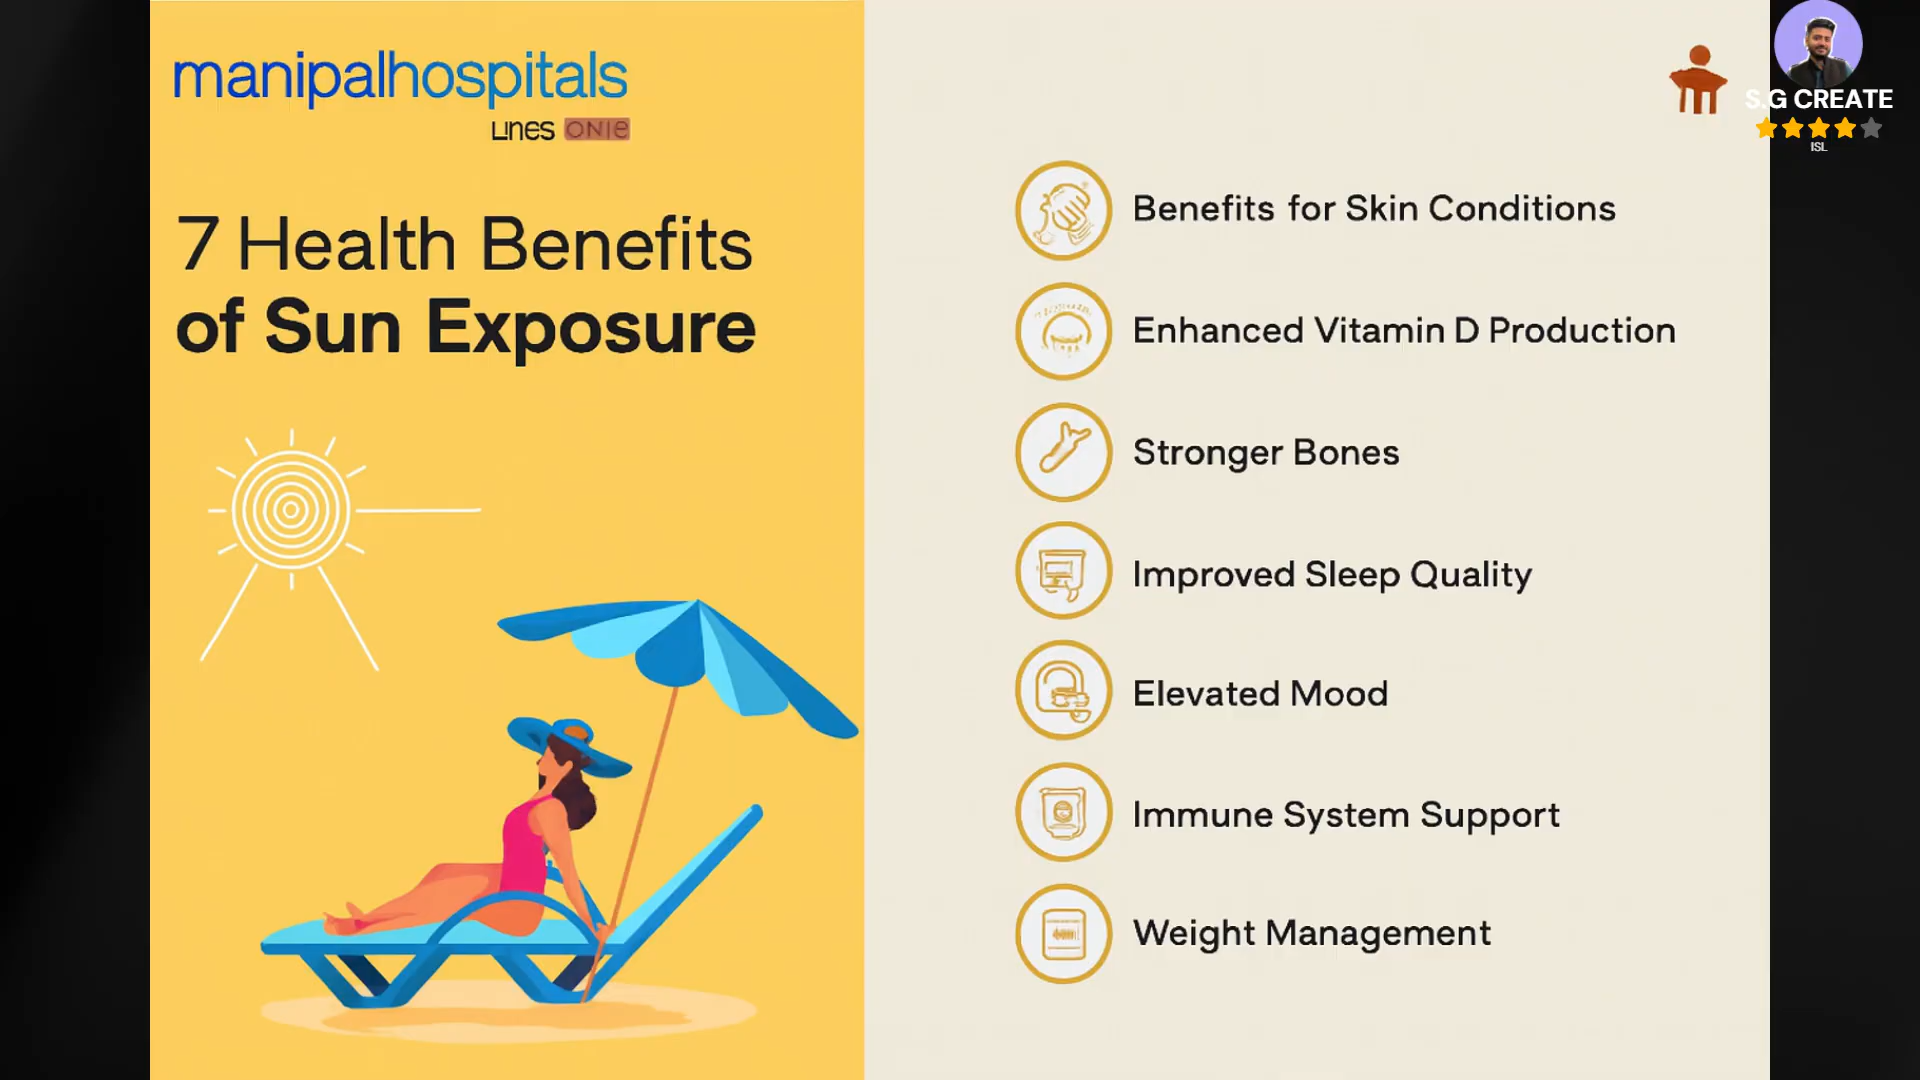 manipalhospitals
LINES ONIE
7 Health Benefits
of Sun Exposure
Benefits for Skin Conditions
Enhanced Vitamin D Production
Stronger Bones
Improved Sleep Quality
Elevated Mood
Immune System Support
Weight Management
S.G CREATE
ISL